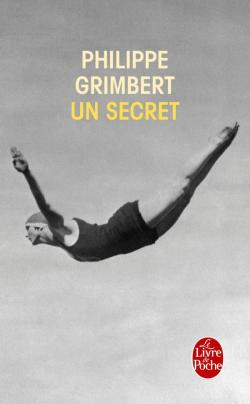 PHILIPPE
GRIMBERT
UN SECRET
Le
Livre
de
Poche